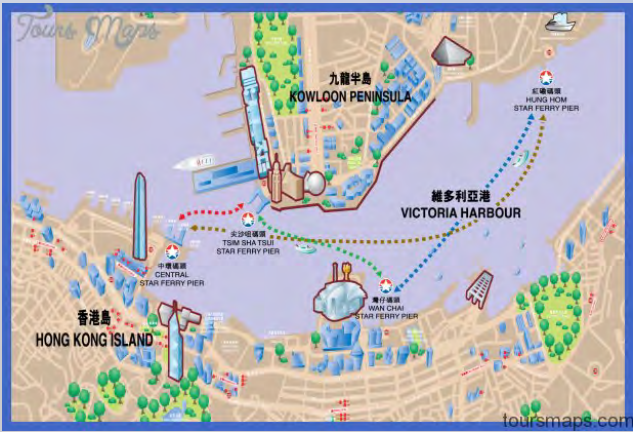 Tours Maps
九龍半島
KOWLOON PENINSULA
紅磡碼頭
HUNG HOM
STAR FERRY PIER
維多利亞港
VICTORIA HARBOUR
尖沙咀碼頭
TSIM SHA TSUI
STAR FERRY PIER
中環碼頭
CENTRAL
STAR FERRY PIER
灣仔碼頭
WAN CHAI
STAR FERRY PIER
香港島
HONG KONG ISLAND
toursmaps.com